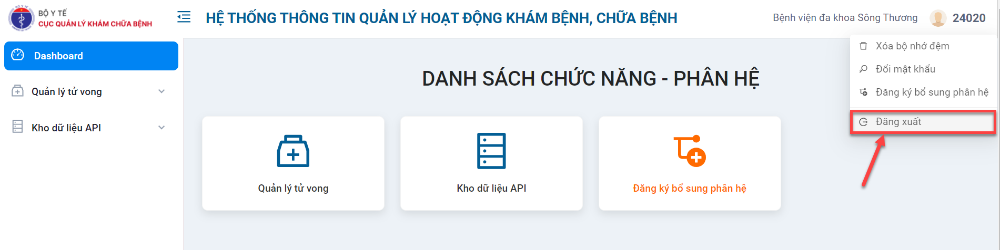 BỘ Y TẾ
CỤC QUẢN LÝ KHÁM CHỮA BỆNH
HỆ THỐNG THÔNG TIN QUẢN LÝ HOẠT ĐỘNG KHÁM BỆNH, CHỮA BỆNH
Bệnh viện đa khoa Sông Thương
24020
Dashboard
Quản lý tử vong
Kho dữ liệu API
Xóa bộ nhớ đệm
Đổi mật khẩu
Đăng ký bổ sung phân hệ
Đăng xuất
DANH SÁCH CHỨC NĂNG - PHÂN HỆ
Quản lý tử vong
Kho dữ liệu API
Đăng ký bổ sung phân hệ